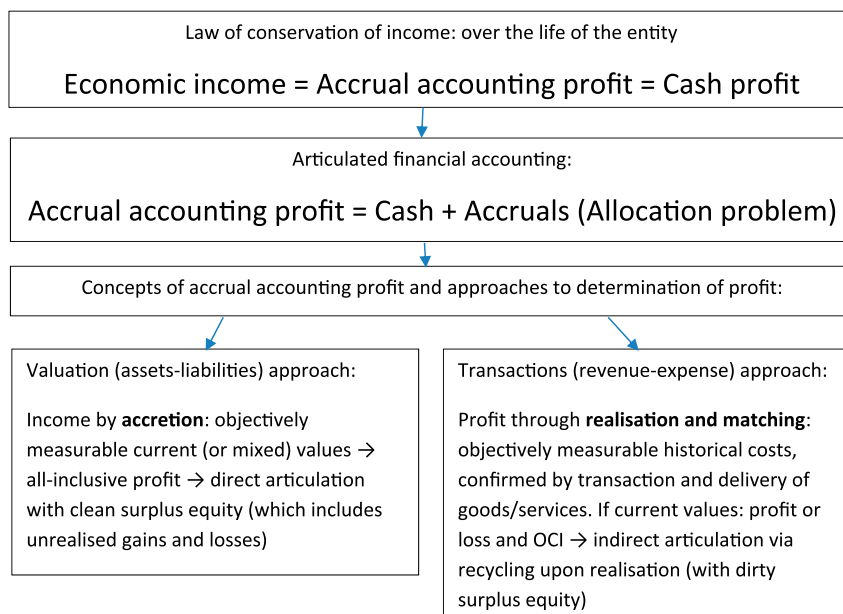 Law of conservation of income: over the life of the entity
Economic income = Accrual accounting profit = Cash profit
Articulated financial accounting:
Accrual accounting profit = Cash + Accruals (Allocation problem)
Concepts of accrual accounting profit and approaches to determination of profit:
Valuation (assets-liabilities) approach:
Income by accretion: objectively
measurable current (or mixed) values →
all-inclusive profit → direct articulation
with clean surplus equity (which includes
unrealised gains and losses)
Transactions (revenue-expense) approach:
Profit through realisation and matching:
objectively measurable historical costs,
confirmed by transaction and delivery of
goods/services. If current values: profit or
loss and OCI → indirect articulation via
recycling upon realisation (with dirty
surplus equity)